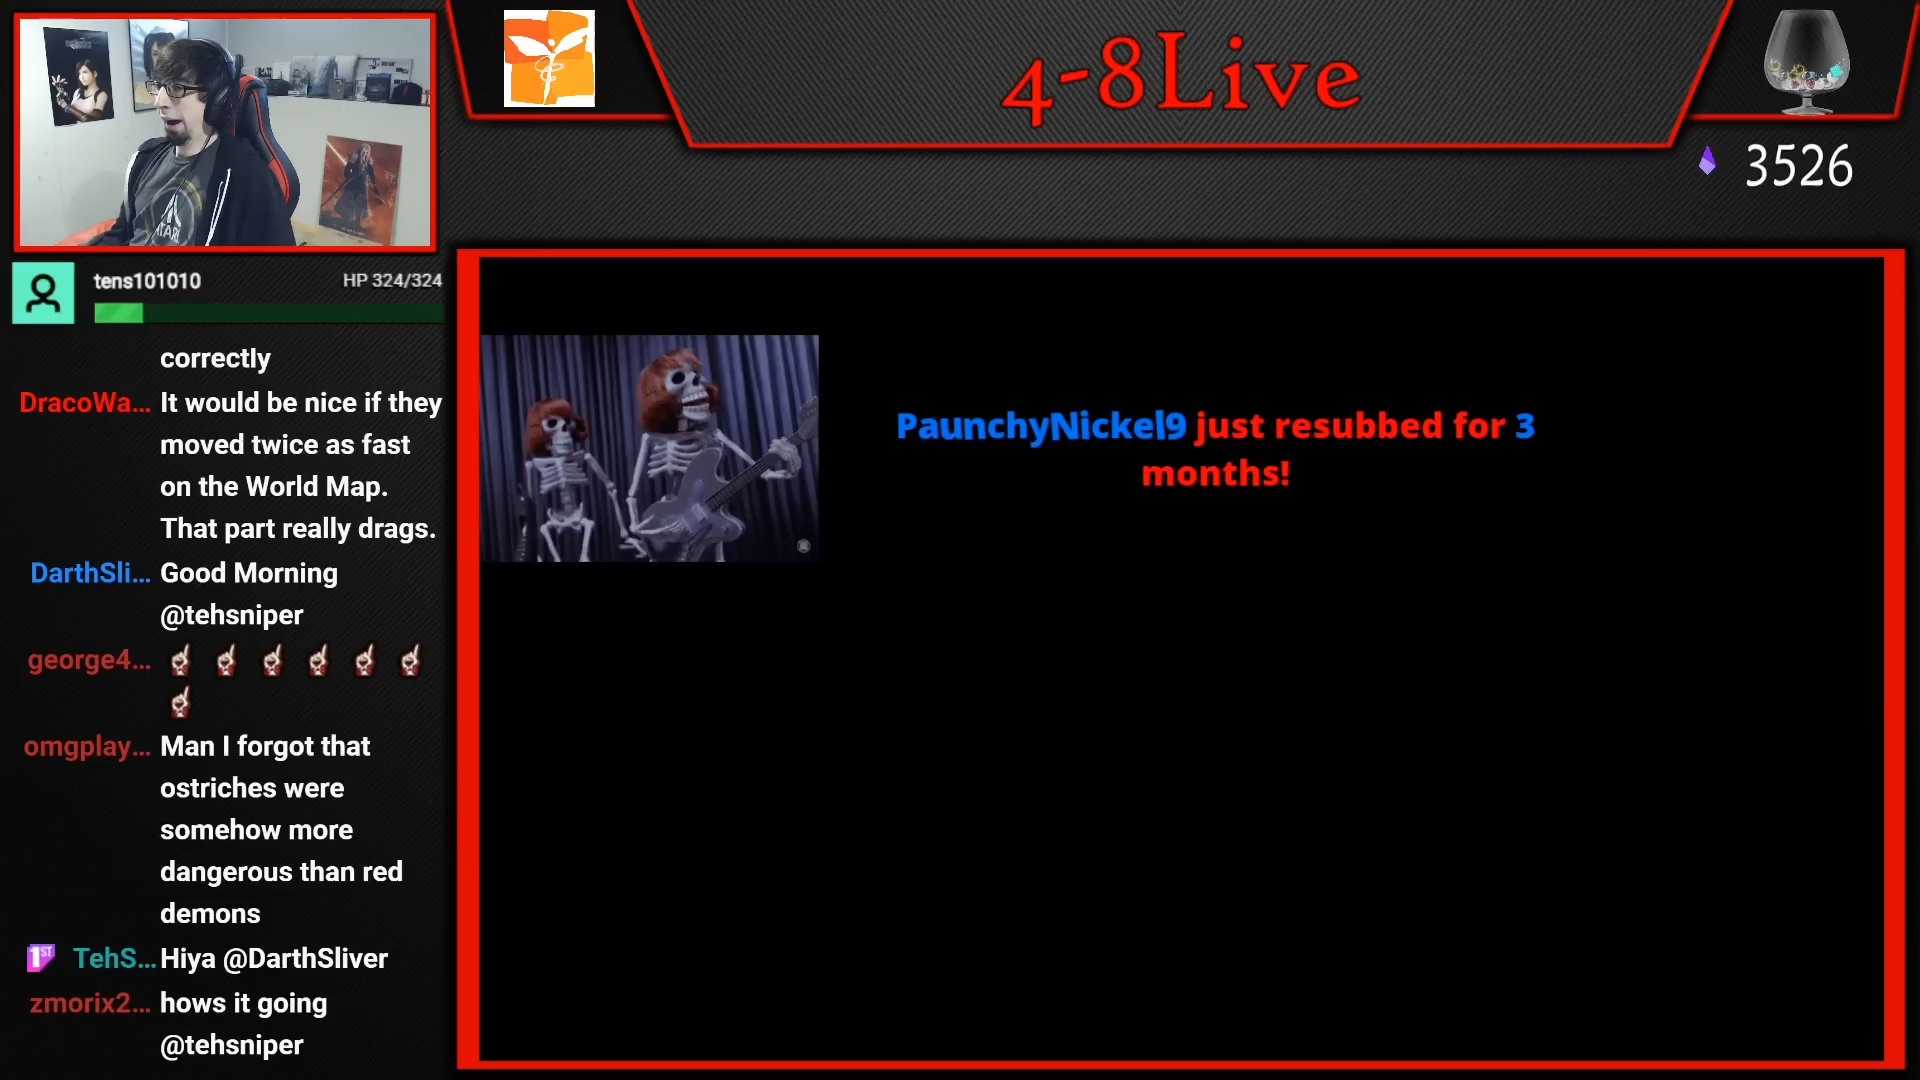 4-8Live
3526
ATARI
tens101010 HP 324/324
correctly
DracoWa... It would be nice if they
moved twice as fast
on the World Map.
That part really drags.
DarthSli... Good Morning
@tehsniper
george4...
omgplay... Man I forgot that
ostriches were
somehow more
dangerous than red
demons
1ST TehS... Hiya @DarthSliver
zmorix2... hows it going
@tehsniper
PaunchyNickel9 just resubbed for 3
months!